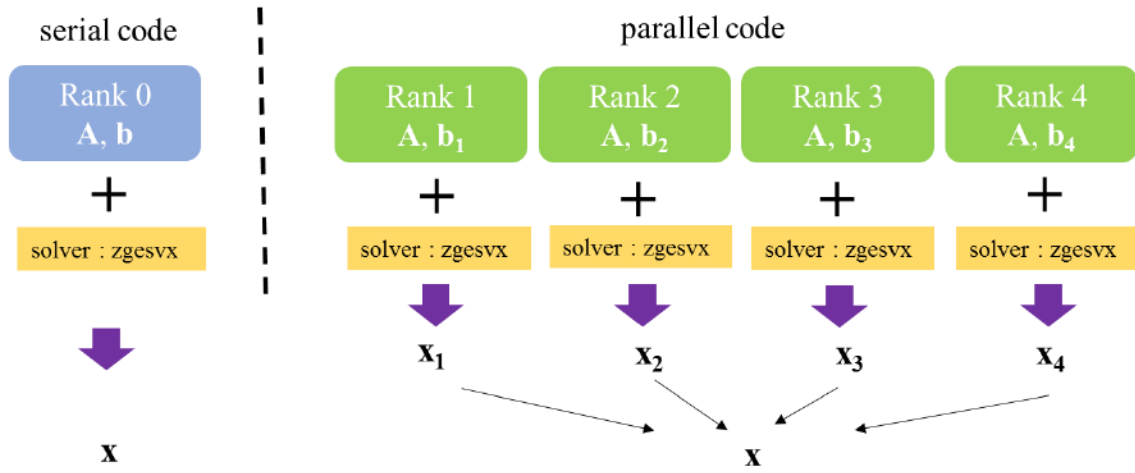 serial code
Rank 0
A, b
+
solver : zgesvx
x
parallel code
Rank 1
A, b₁
+
solver : zgesvx
x₁
Rank 2
A, b₂
+
solver : zgesvx
x₂
Rank 3
A, b₃
+
solver : zgesvx
x₃
Rank 4
A, b₄
+
solver : zgesvx
x₄
x